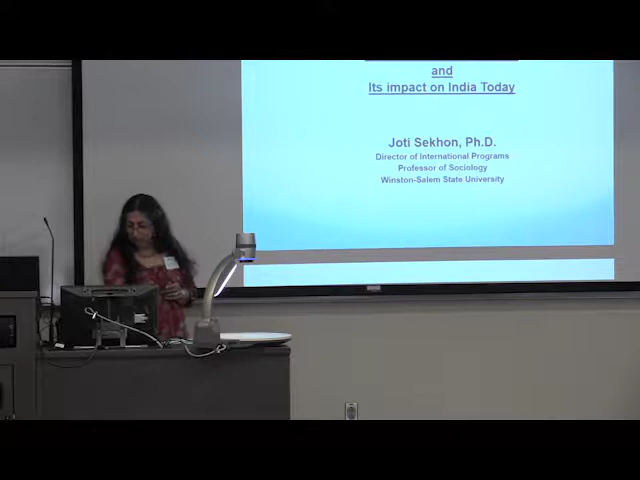 and
Its impact on India Today
Joti Sekhon, Ph.D.
Director of International Programs
Professor of Sociology
Winston-Salem State University